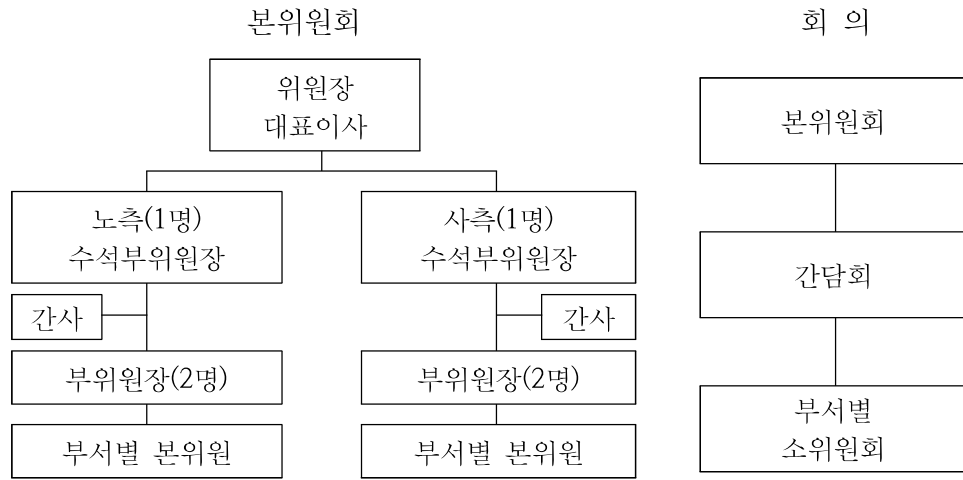 본위원회
위원장
대표이사
노측(1명)
수석부위원장
사측(1명)
수석부위원장
간사
간사
부위원장(2명)
부위원장(2명)
부서별 본위원
부서별 본위원
회 의
본위원회
간담회
부서별
소위원회